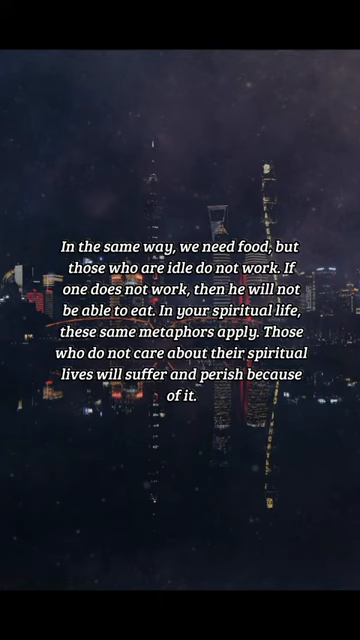 In the same way, we need food, but
those who are idle do not work. If
one does not work, then he will not
be able to eat. In your spiritual life,
these same metaphors apply. Those
who do not care about their spiritual
lives will suffer and perish because
of it.